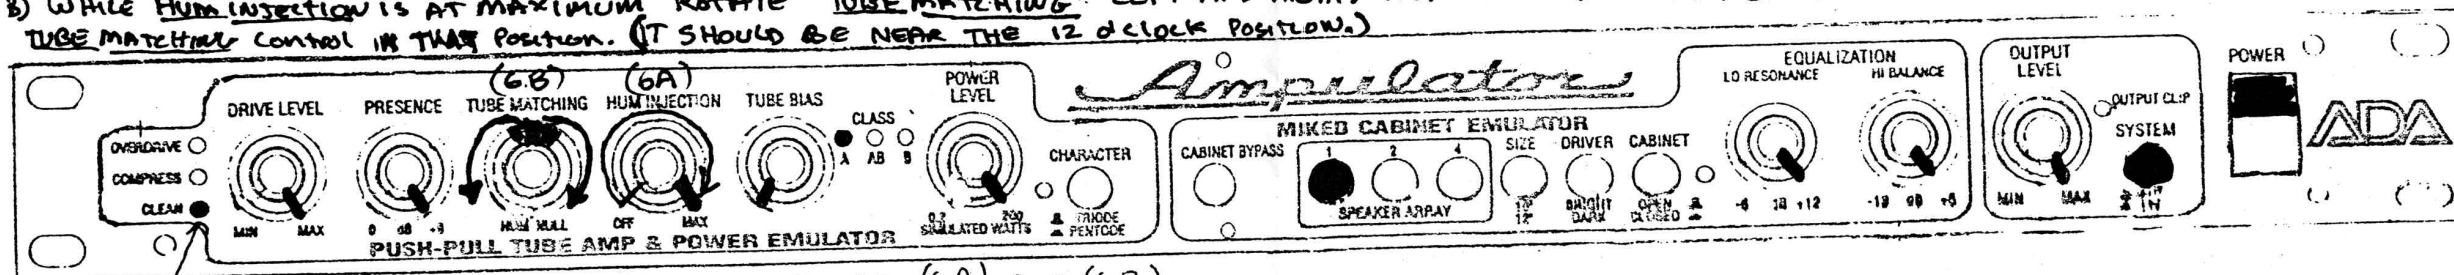 B) WHILE HUM INJECTION IS AT MAXIMUM ROTATE TUBE MATCHING LEFT
TUBE MATCHING Control IN THAT Position. (IT SHOULD BE NEAR THE 12 o'clock POSITION.)
(6.B) (6A)
DRIVE LEVEL PRESENCE TUBE MATCHING HUM INJECTION TUBE BIAS
POWER LEVEL
Ampulator
EQUALIZATION
LO RESONANCE HI BALANCE
OUTPUT LEVEL
POWER
OVERDRIVE
COMPRESS
CLEAN
CLASS
A AB B
CHARACTER
MIKED CABINET EMULATOR
CABINET BYPASS
1 2 4
SIZE DRIVER CABINET
OUTPUT CLIP
SYSTEM
ADA
MIN MAX
0 dB
HUM NULL
OFF MAX
0.2 200
SIMULATED WATTS
TRIODE
PENTODE
SPEAKER ARRAY
10"
12"
BRIGHT
DARK
OPEN
CLOSED
-6 +12
dB
MIN MAX
IN
PUSH-PULL TUBE AMP & POWER EMULATOR
(6A) (6B)